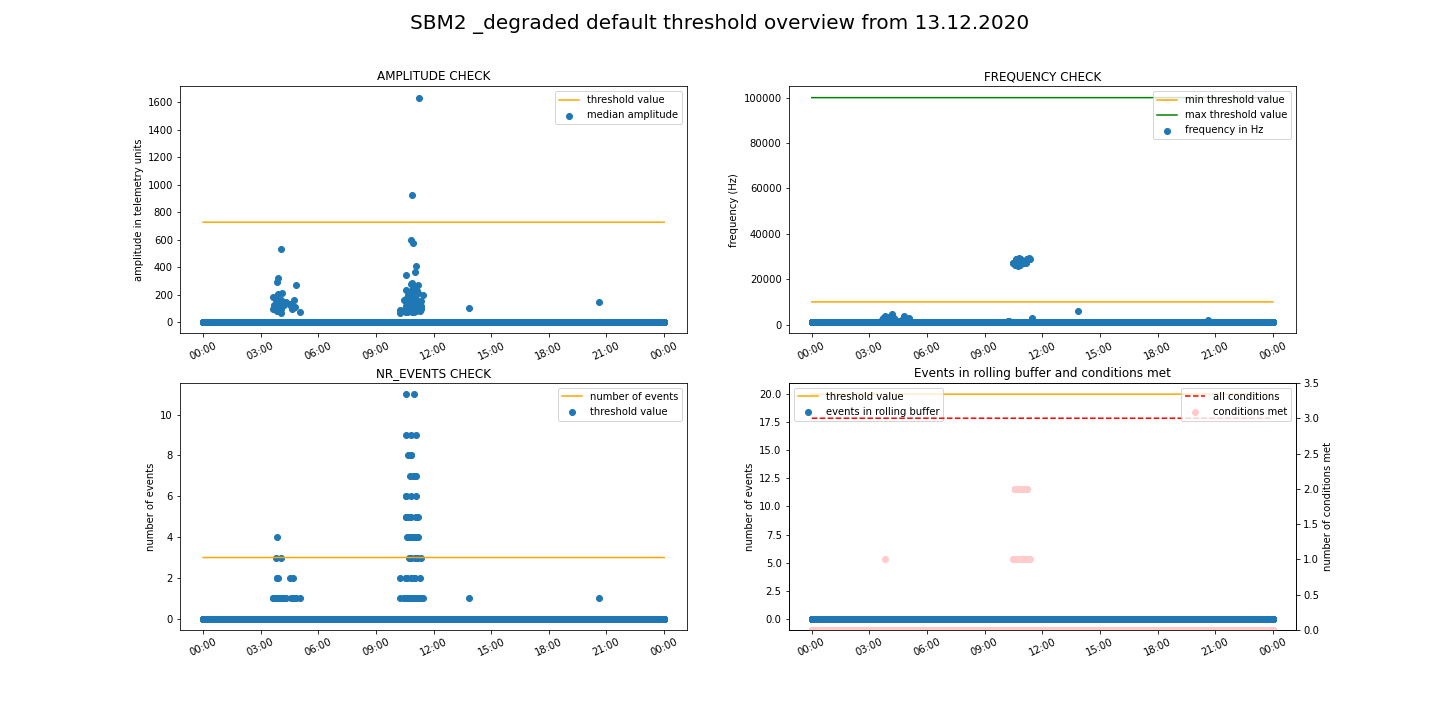 SBM2 _degraded default threshold overview from 13.12.2020
AMPLITUDE CHECK
threshold value
median amplitude
amplitude in telemetry units
1600
1400
1200
1000
800
600
400
200
0
00:00 03:00 06:00 09:00 12:00 15:00 18:00 21:00 00:00
FREQUENCY CHECK
min threshold value
max threshold value
frequency in Hz
frequency (Hz)
100000
80000
60000
40000
20000
0
00:00 03:00 06:00 09:00 12:00 15:00 18:00 21:00 00:00
NR_EVENTS CHECK
number of events
threshold value
number of events
10
8
6
4
2
0
00:00 03:00 06:00 09:00 12:00 15:00 18:00 21:00 00:00
Events in rolling buffer and conditions met
threshold value
events in rolling buffer
all conditions
conditions met
number of events
20.0
17.5
15.0
12.5
10.0
7.5
5.0
2.5
0.0
3.5
3.0
2.5
2.0
1.5
1.0
0.5
0.0
number of conditions met
00:00 03:00 06:00 09:00 12:00 15:00 18:00 21:00 00:00